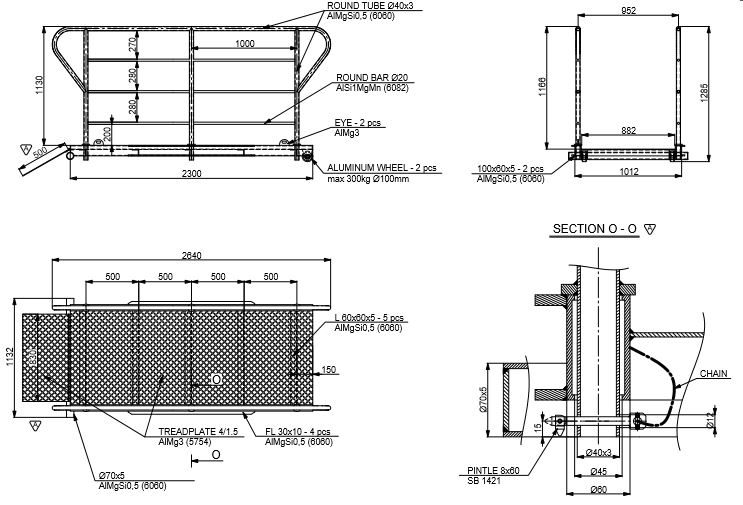 ROUND TUBE Ø40x3
AlMgSi0,5 (6060)
270
1000
1130
280
ROUND BAR Ø20
AlSi1MgMn (6082)
280
200
EYE - 2 pcs
AlMg3
A
500
ALUMINUM WHEEL - 2 pcs
max 300kg Ø100mm
2300
952
1166
1285
882
100x60x5 - 2 pcs
AlMgSi0,5 (6060)
1012
2640
500
500
500
500
1132
830
L 60x60x5 - 5 pcs
AlMgSi0,5 (6060)
150
O
A
TREADPLATE 4/1.5
AlMg3 (5754)
FL 30x10 - 4 pcs
AlMgSi0,5 (6060)
O
Ø70x5
AlMgSi0,5 (6060)
SECTION O - O
A
CHAIN
Ø70x5
15
Ø12
Ø40x3
PINTLE 8x60
SB 1421
Ø45
Ø60